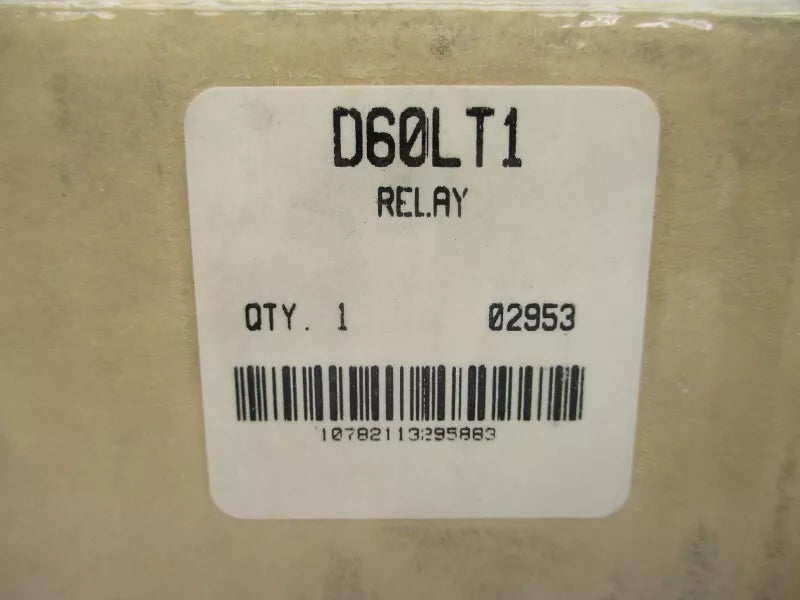 D60LT1
RELAY
QTY. 1 02953
10782113295883